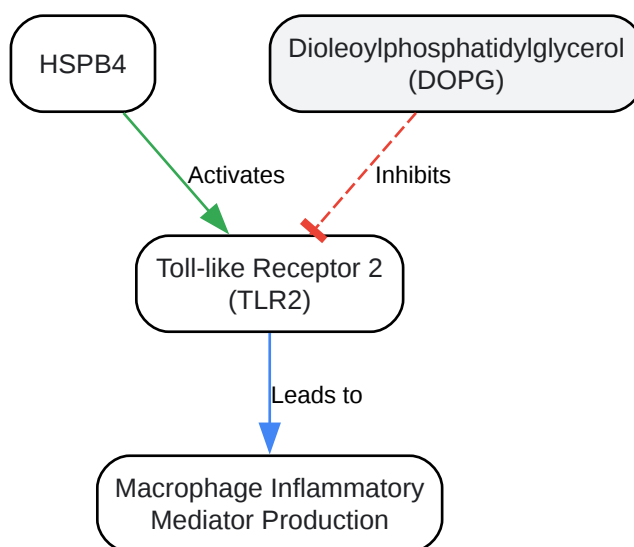 HSPB4
Dioleoylphosphatidylglycerol
(DOPG)
Activates
Inhibits
Toll-like Receptor 2
(TLR2)
Leads to
Macrophage Inflammatory
Mediator Production